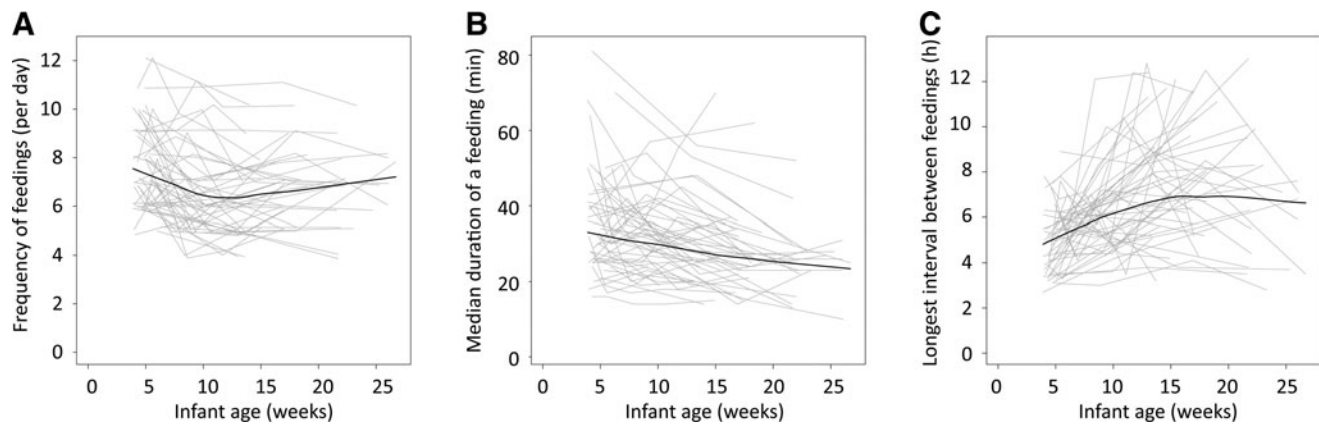 A
Frequency of feedings (per day)
12
10
8
6
4
2
0
0 5 10 15 20 25
Infant age (weeks)
B
Median duration of a feeding (min)
80
60
40
20
0
0 5 10 15 20 25
Infant age (weeks)
C
Longest interval between feedings (h)
12
10
8
6
4
2
0
0 5 10 15 20 25
Infant age (weeks)